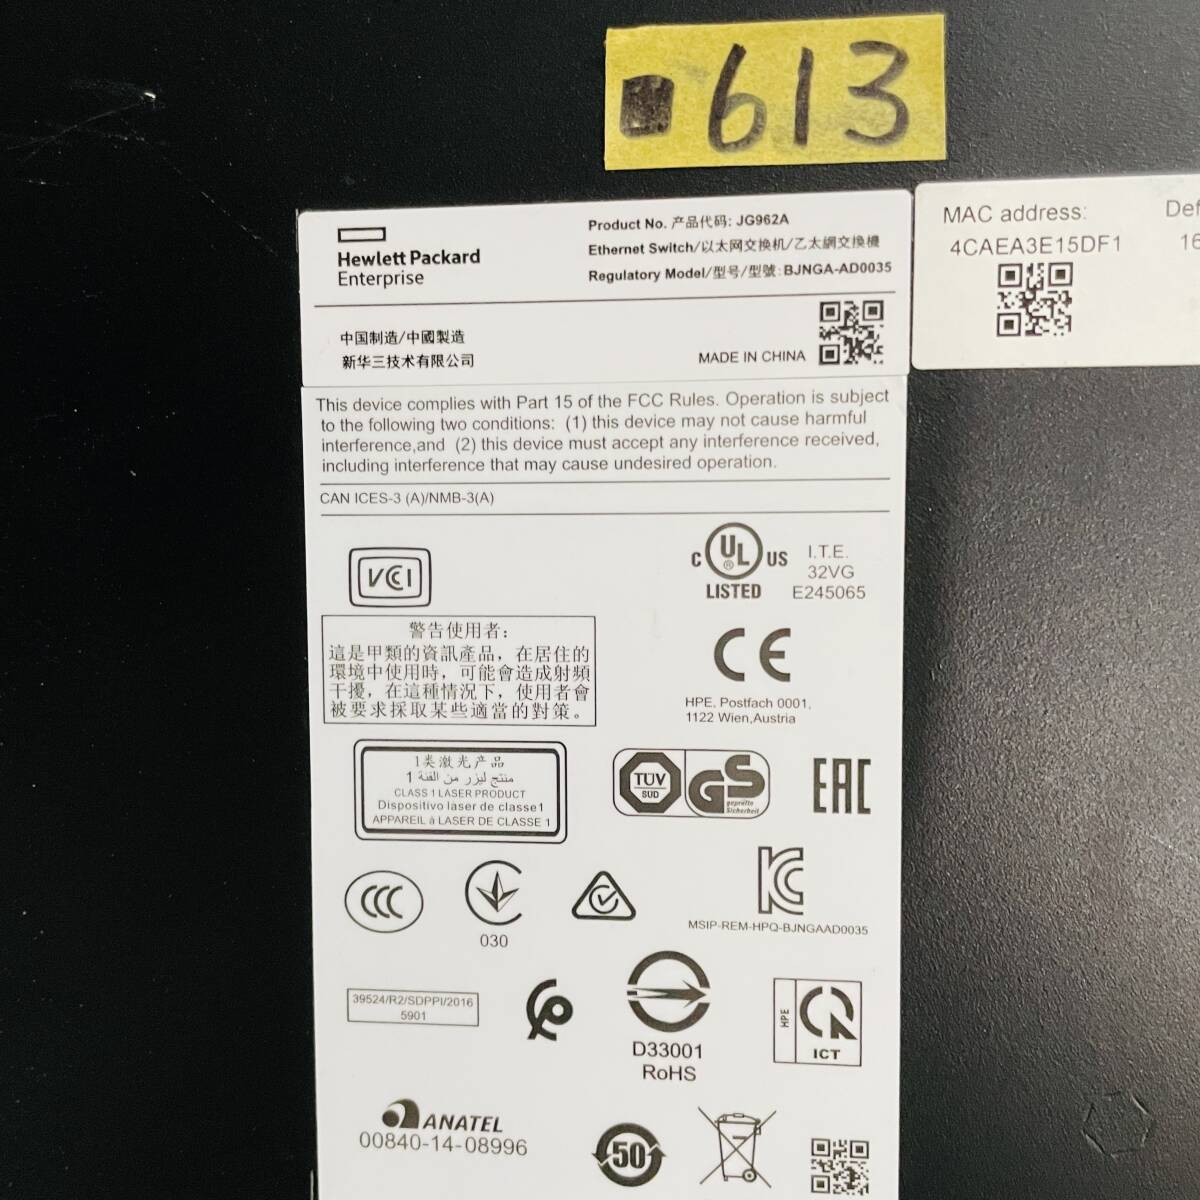 ■613
Hewlett Packard
Enterprise
Product No. 产品代码: JG962A
Ethernet Switch/以太网交换机/乙太網交換機
Regulatory Model/型号/型號: BJNGA-AD0035
中国制造/中國製造
新华三技术有限公司
MADE IN CHINA
MAC address:
4CAEA3E15DF1
Def
16
This device complies with Part 15 of the FCC Rules. Operation is subject
to the following two conditions: (1) this device may not cause harmful
interference,and (2) this device must accept any interference received,
including interference that may cause undesired operation.
CAN ICES-3 (A)/NMB-3(A)
VCI
C UL US
®
LISTED
I.T.E.
32VG
E245065
警告使用者:
這是甲類的資訊產品，在居住的
環境中使用時，可能會造成射頻
干擾，在這種情況下，使用者會
被要求採取某些適當的對策。
CE
HPE, Postfach 0001,
1122 Wien,Austria
1类激光产品
منتج ليزر من الفئة 1
CLASS 1 LASER PRODUCT
Dispositivo laser de classe1
APPAREIL à LASER DE CLASSE 1
TÜV
SÜD
GS
geprüfte
Sicherheit
EAC
CCC
030
KC
MSIP-REM-HPQ-BJNGAAD0035
39524/R2/SDPPI/2016
5901
D33001
RoHS
HPE
ICT
ANATEL
00840-14-08996
50